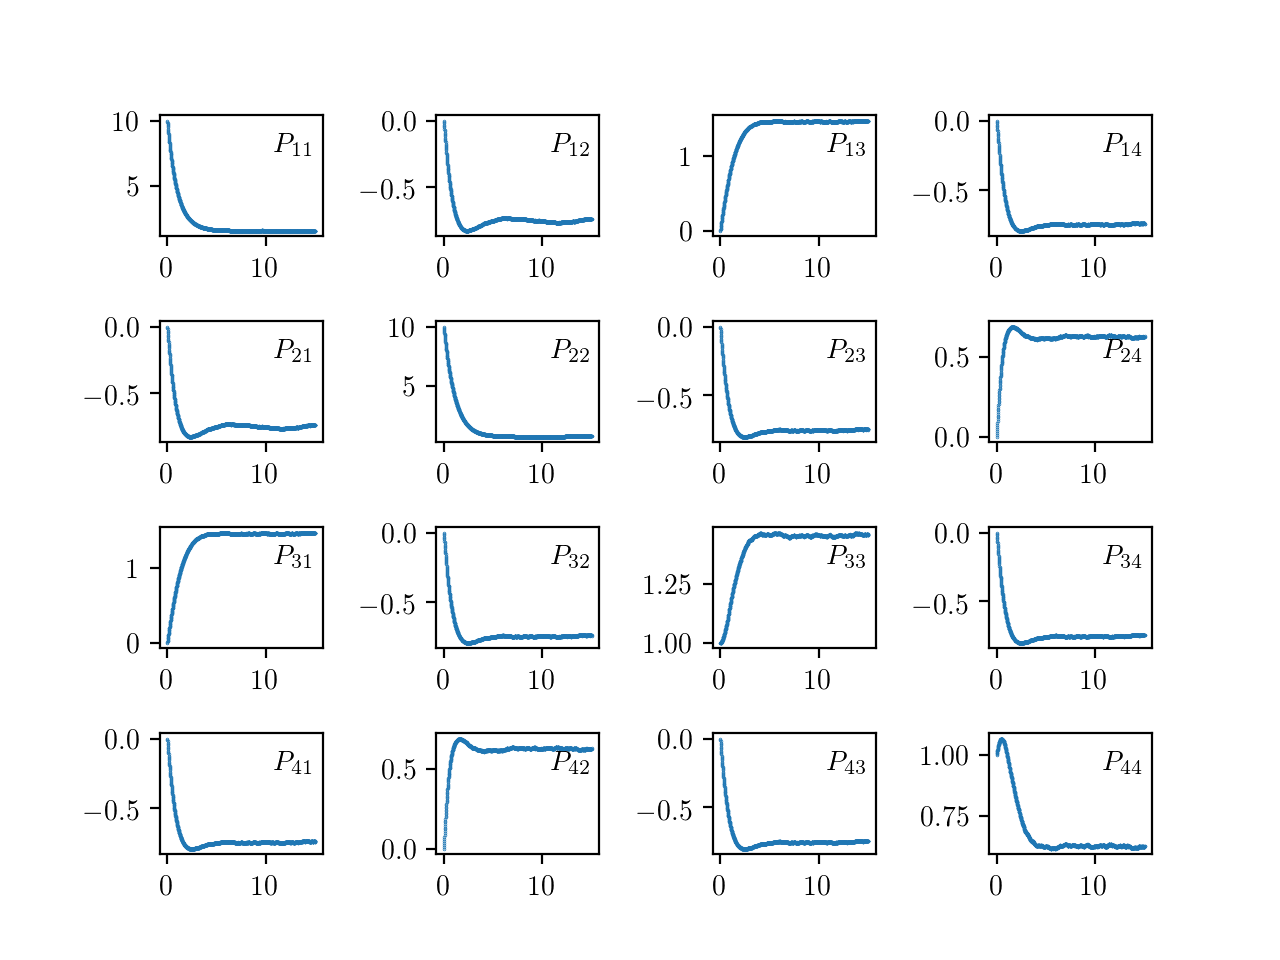 10 5 P₁₁ 0 10
0.0 −0.5 P₁₂ 0 10
1 0 P₁₃ 0 10
0.0 −0.5 P₁₄ 0 10
0.0 −0.5 P₂₁ 0 10
10 5 P₂₂ 0 10
0.0 −0.5 P₂₃ 0 10
0.5 0.0 P₂₄ 0 10
1 0 P₃₁ 0 10
0.0 −0.5 P₃₂ 0 10
1.25 1.00 P₃₃ 0 10
0.0 −0.5 P₃₄ 0 10
0.0 −0.5 P₄₁ 0 10
0.5 0.0 P₄₂ 0 10
0.0 −0.5 P₄₃ 0 10
1.00 0.75 P₄₄ 0 10